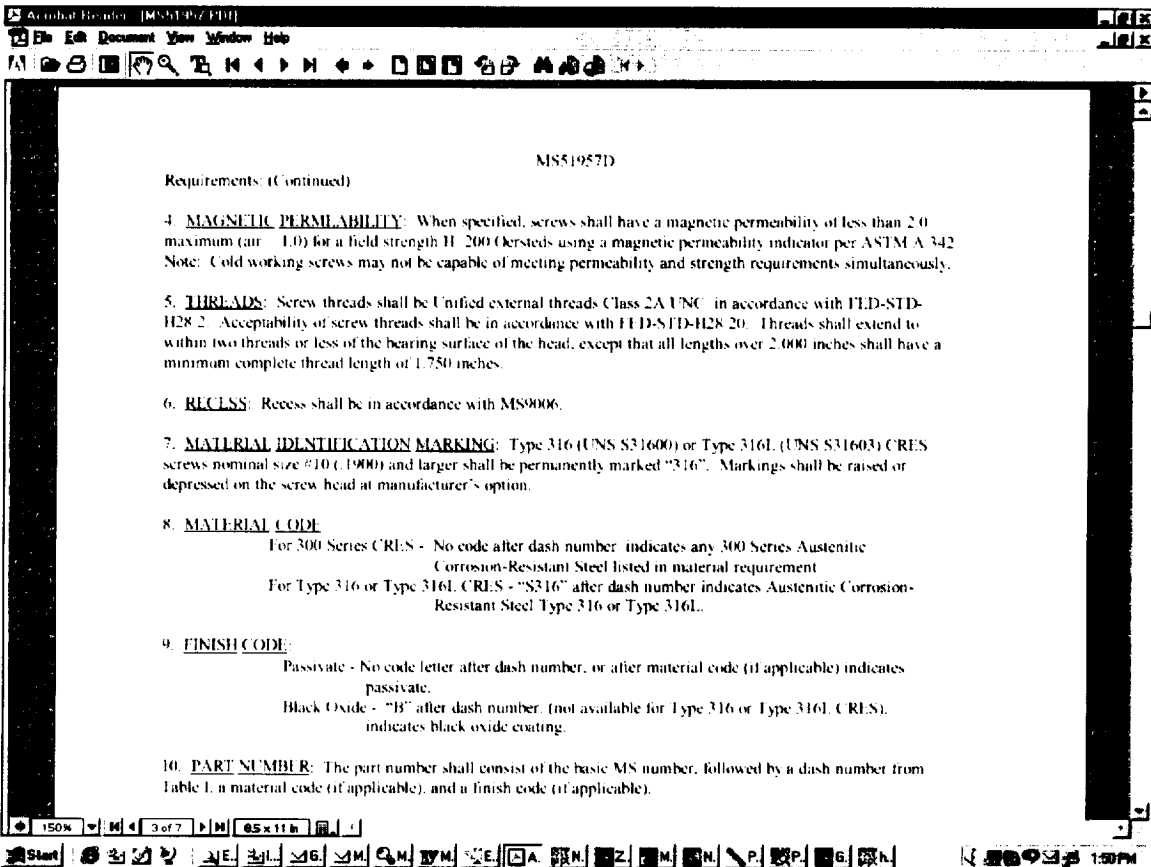 Acrobat Reader - [MS51957.PDF]
File Edit Document View Window Help
MS51957D
Requirements: (Continued)
4. MAGNETIC PERMEABILITY: When specified, screws shall have a magnetic permeability of less than 2.0
maximum (air 1.0) for a field strength H 200 Oersteds using a magnetic permeability indicator per ASTM A 342
Note: Cold working screws may not be capable of meeting permeability and strength requirements simultaneously.
5. THREADS: Screw threads shall be Unified external threads Class 2A UNC in accordance with FED-STD-
H28 2. Acceptability of screw threads shall be in accordance with FED-STD-H28 20. Threads shall extend to
within two threads or less of the bearing surface of the head, except that all lengths over 2.000 inches shall have a
minimum complete thread length of 1.750 inches.
6. RECESS: Recess shall be in accordance with MS9006.
7. MATERIAL IDENTIFICATION MARKING: Type 316 (UNS S31600) or Type 316L (UNS S31603) CRES
screws nominal size #10 (.1900) and larger shall be permanently marked "316". Markings shall be raised or
depressed on the screw head at manufacturer's option.
8. MATERIAL CODE
For 300 Series CRES - No code after dash number indicates any 300 Series Austenitic
Corrosion-Resistant Steel listed in material requirement
For Type 316 or Type 316L CRES - "S316" after dash number indicates Austenitic Corrosion-
Resistant Steel Type 316 or Type 316L.
9. FINISH CODE:
Passivate - No code letter after dash number, or after material code (if applicable) indicates
passivate.
Black Oxide - "B" after dash number, (not available for Type 316 or Type 316L CRES),
indicates black oxide coating.
10. PART NUMBER: The part number shall consist of the basic MS number, followed by a dash number from
Table I, a material code (if applicable), and a finish code (if applicable).
150% 3 of 7 8.5 x 11 in
Start E.. I... G. M. M. M. E. A. N. Z. M. N. P. P. G. h. 1:50PM